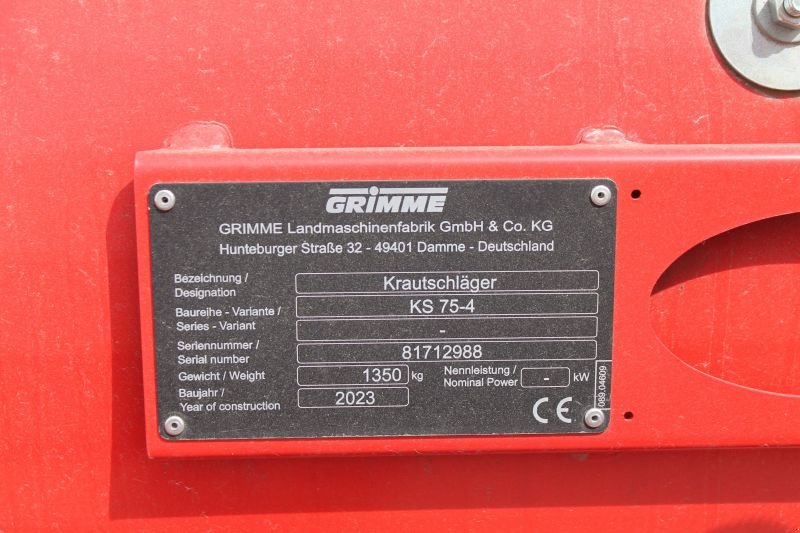 GRIMME
GRIMME Landmaschinenfabrik GmbH & Co. KG
Hunteburger Straße 32 - 49401 Damme - Deutschland
Bezeichnung /
Designation
Krautschläger
Baureihe - Variante /
Series - Variant
KS 75-4
-
Seriennummer /
Serial number
81712988
Gewicht / Weight
1350 kg
Nennleistung /
Nominal Power
- kW
Baujahr /
Year of construction
2023
CE
089.04609